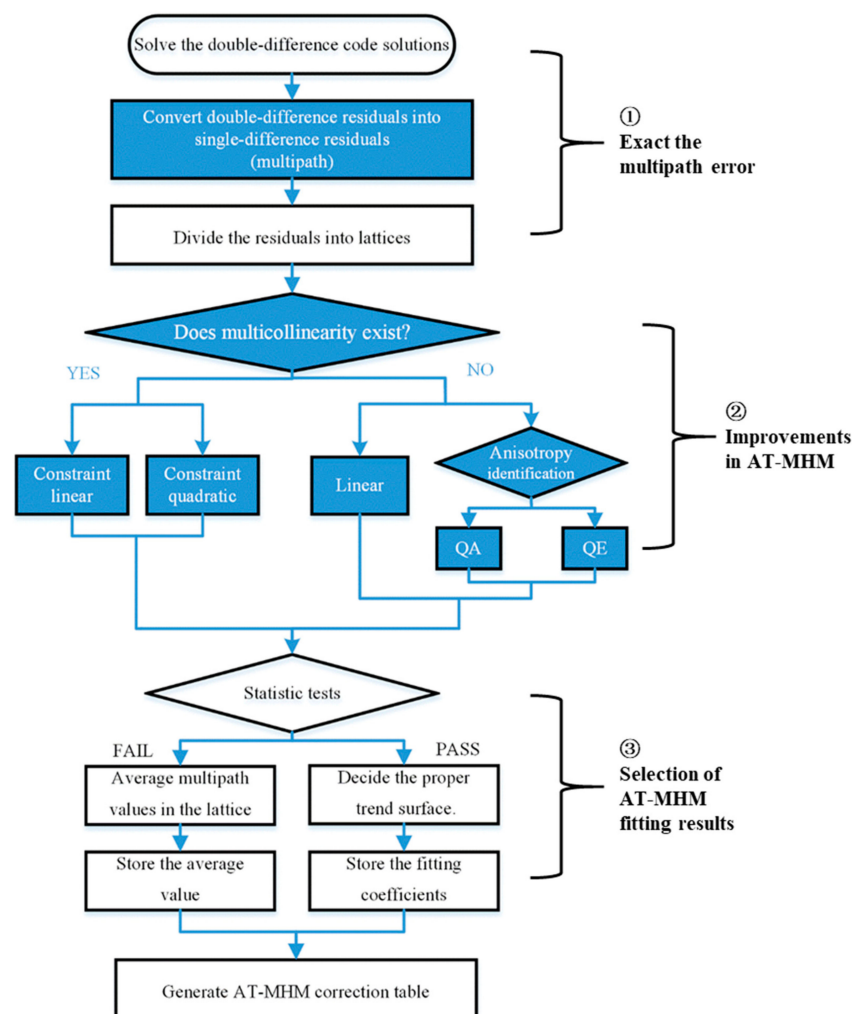 Solve the double-difference code solutions
Convert double-difference residuals into
single-difference residuals
(multipath)
Divide the residuals into lattices
①
Exact the
multipath error
Does multicollinearity exist?
YES
NO
Constraint
linear
Constraint
quadratic
Linear
Anisotropy
identification
QA
QE
②
Improvements
in AT-MHM
Statistic tests
FAIL
PASS
Average multipath
values in the lattice
Decide the proper
trend surface.
Store the average
value
Store the fitting
coefficients
③
Selection of
AT-MHM
fitting results
Generate AT-MHM correction table